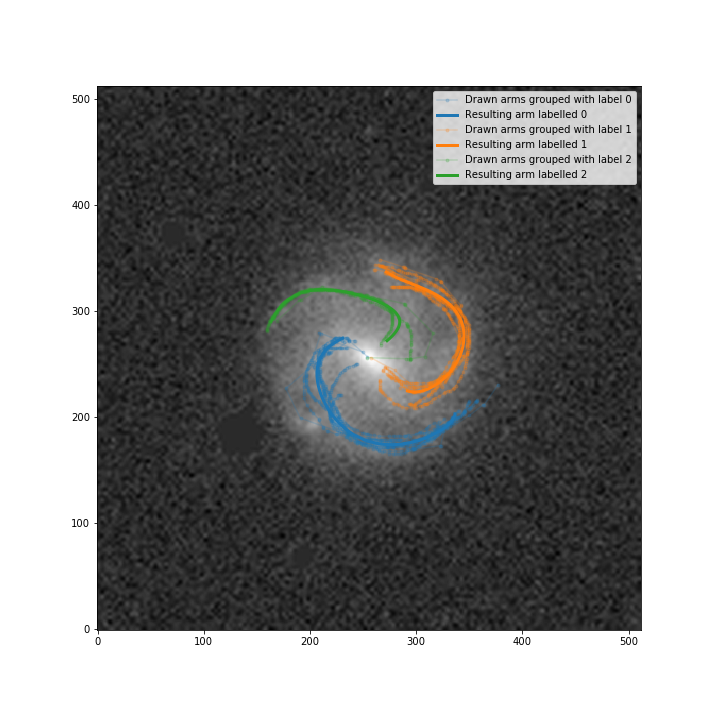 Drawn arms grouped with label 0
Resulting arm labelled 0
Drawn arms grouped with label 1
Resulting arm labelled 1
Drawn arms grouped with label 2
Resulting arm labelled 2
500
400
300
200
100
0
0 100 200 300 400 500